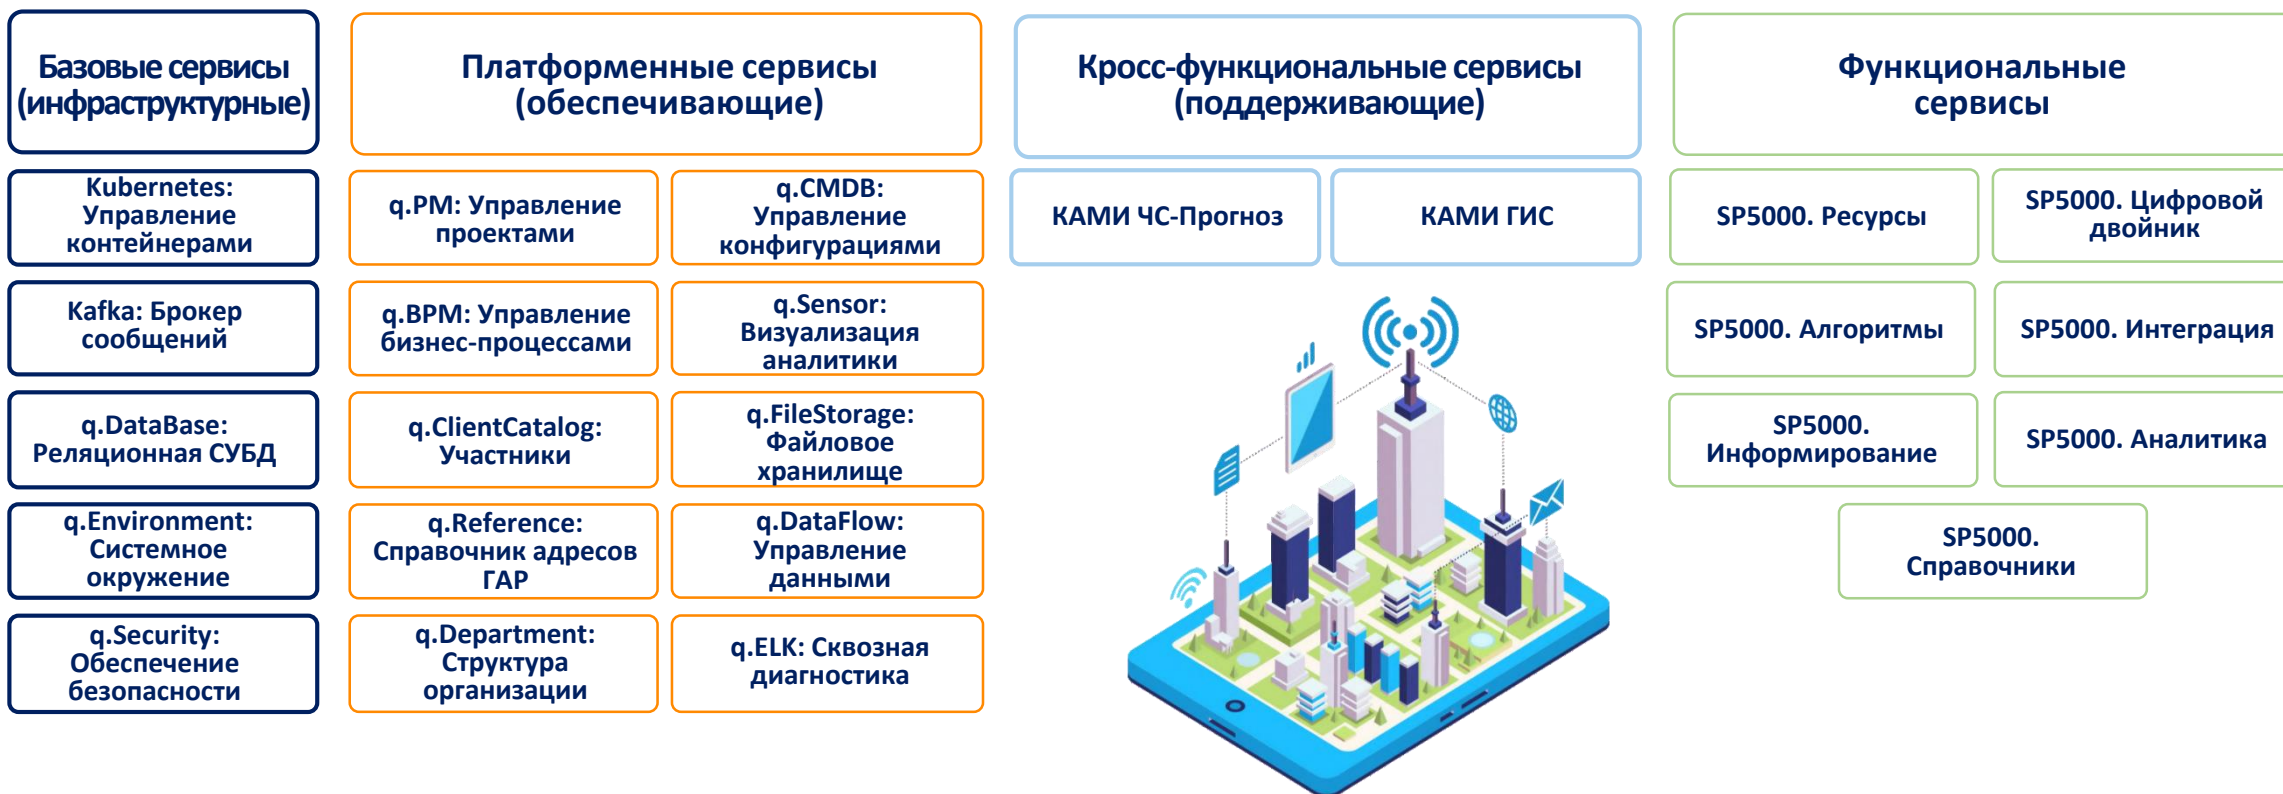 Базовые сервисы
(инфраструктурные)
Kubernetes:
Управление
контейнерами
Kafka: Брокер
сообщений
q.DataBase:
Реляционная СУБД
q.Environment:
Системное
окружение
q.Security:
Обеспечение
безопасности
Платформенные сервисы
(обеспечивающие)
q.PM: Управление
проектами
q.CMDB:
Управление
конфигурациями
q.BPM: Управление
бизнес-процессами
q.Sensor:
Визуализация
аналитики
q.ClientCatalog:
Участники
q.FileStorage:
Файловое
хранилище
q.Reference:
Справочник адресов
ГАР
q.DataFlow:
Управление
данными
q.Department:
Структура
организации
q.ELK: Сквозная
диагностика
Кросс-функциональные сервисы
(поддерживающие)
КАМИ ЧС-Прогноз
КАМИ ГИС
Функциональные
сервисы
SP5000. Ресурсы
SP5000. Цифровой
двойник
SP5000. Алгоритмы
SP5000. Интеграция
SP5000.
Информирование
SP5000. Аналитика
SP5000.
Справочники